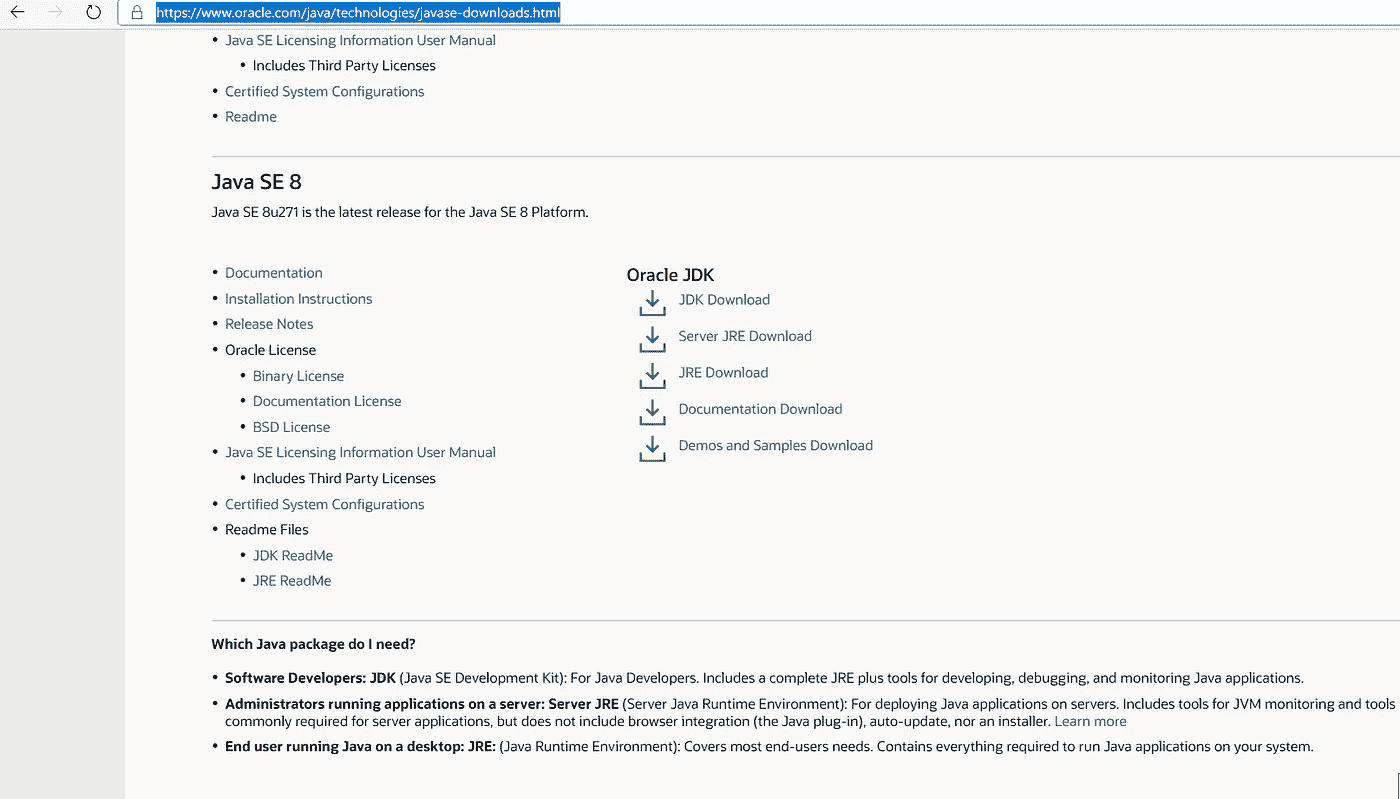 https://www.oracle.com/java/technologies/javase-downloads.html
Java SE Licensing Information User Manual
Includes Third Party Licenses
Certified System Configurations
Readme
Java SE 8
Java SE 8u271 is the latest release for the Java SE 8 Platform.
Documentation
Installation Instructions
Release Notes
Oracle License
Binary License
Documentation License
BSD License
Java SE Licensing Information User Manual
Includes Third Party Licenses
Certified System Configurations
Readme Files
JDK ReadMe
JRE ReadMe
Oracle JDK
JDK Download
Server JRE Download
JRE Download
Documentation Download
Demos and Samples Download
Which Java package do I need?
Software Developers: JDK (Java SE Development Kit): For Java Developers. Includes a complete JRE plus tools for developing, debugging, and monitoring Java applications.
Administrators running applications on a server: Server JRE (Server Java Runtime Environment): For deploying Java applications on servers. Includes tools for JVM monitoring and tools
commonly required for server applications, but does not include browser integration (the Java plug-in), auto-update, nor an installer. Learn more
End user running Java on a desktop: JRE: (Java Runtime Environment): Covers most end-users needs. Contains everything required to run Java applications on your system.